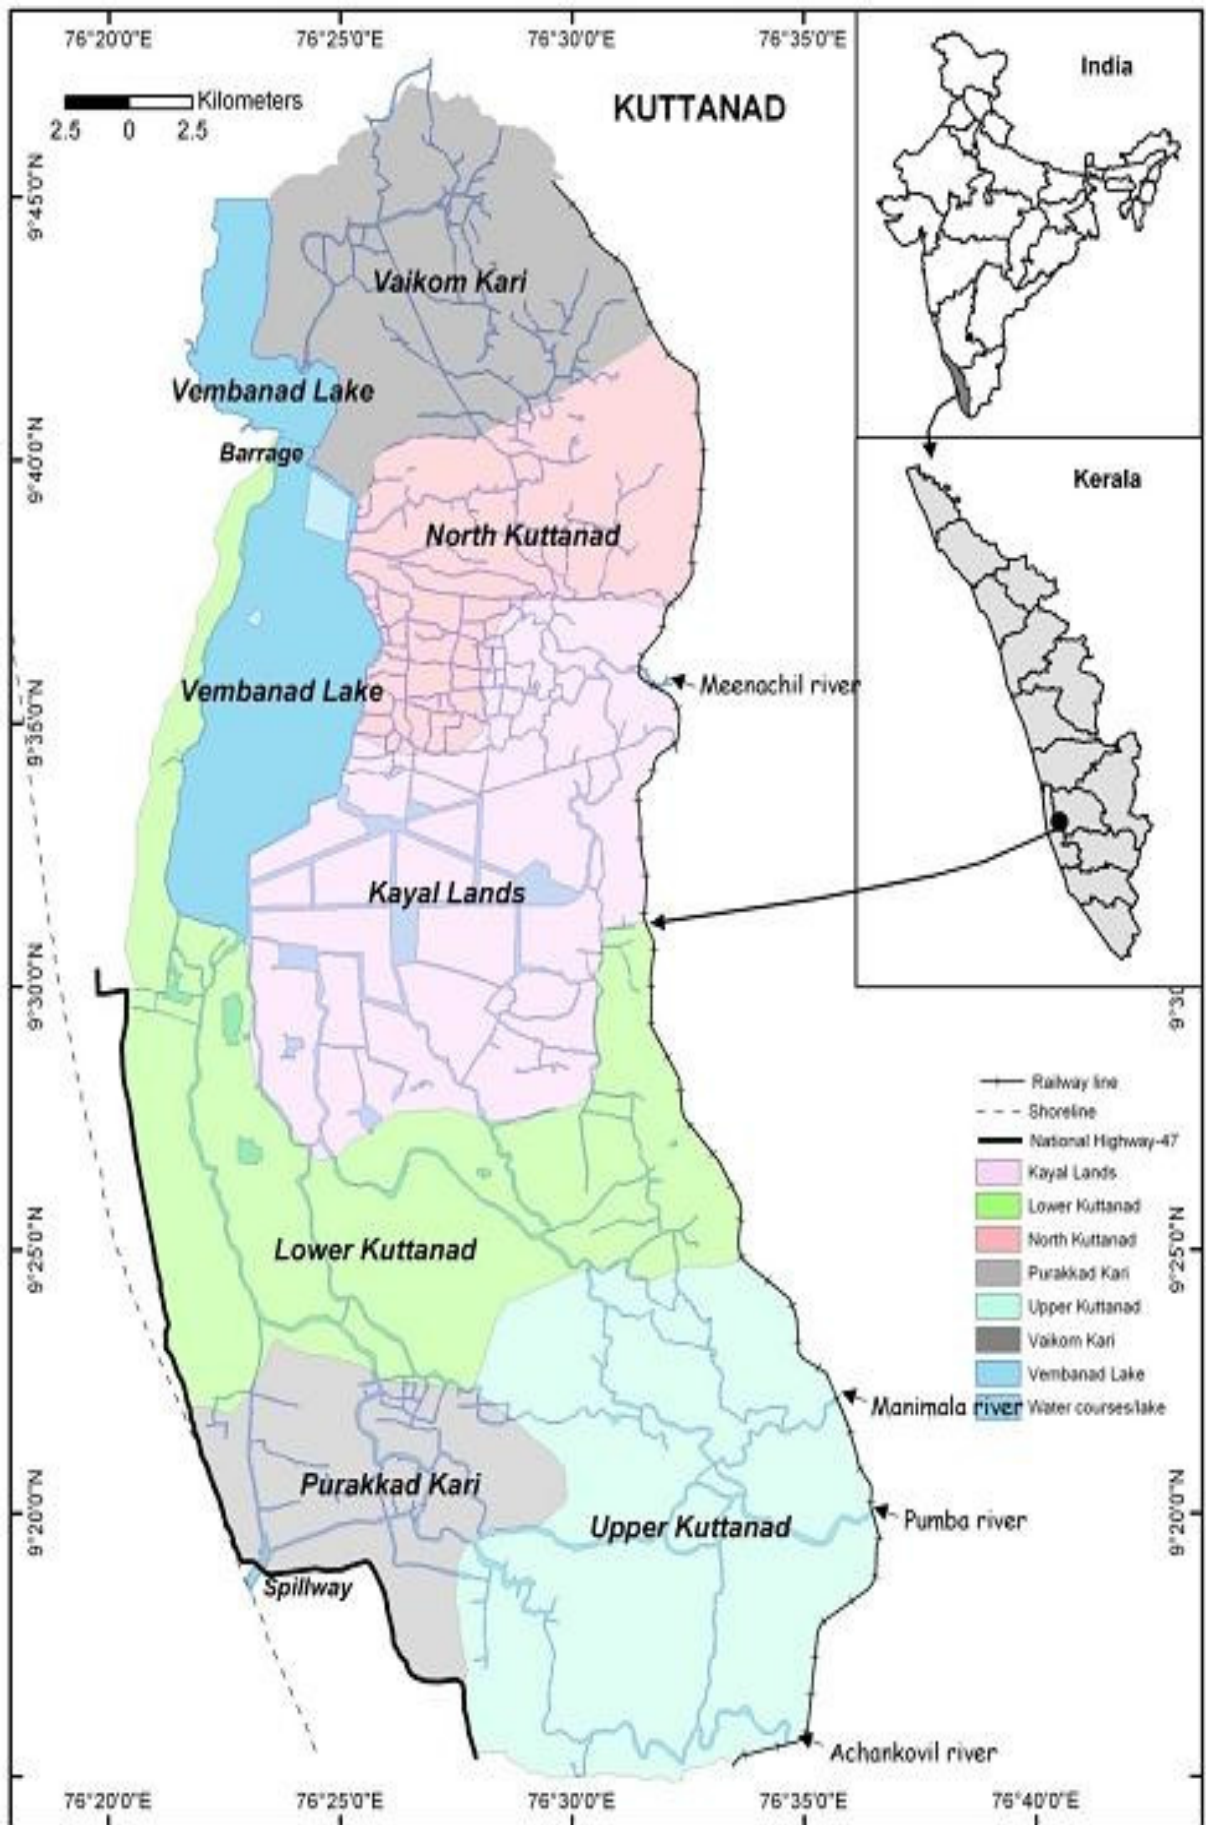 76°20'0"E 76°25'0"E 76°30'0"E 76°35'0"E
India
Kilometers
2.5 0 2.5
KUTTANAD
9°45'0"N
Vaikom Kari
Vembanad Lake
Barrage
9°40'0"N
Kerala
North Kuttanad
Meenachil river
Vembanad Lake
9°35'0"N
Kayal Lands
9°30'0"N
9°30
Railway line
Shoreline
National Highway-47
Kayal Lands
Lower Kuttanad
North Kuttanad
Purakkad Kari
Upper Kuttanad
Vaikom Kari
Vembanad Lake
Water courses/lake
Lower Kuttanad
9°25'0"N
9°25'0"N
Manimala river
Purakkad Kari
Upper Kuttanad
Pumba river
9°20'0"N
9°20'0"N
Spillway
Achankovil river
76°20'0"E 76°25'0"E 76°30'0"E 76°35'0"E 76°40'0"E